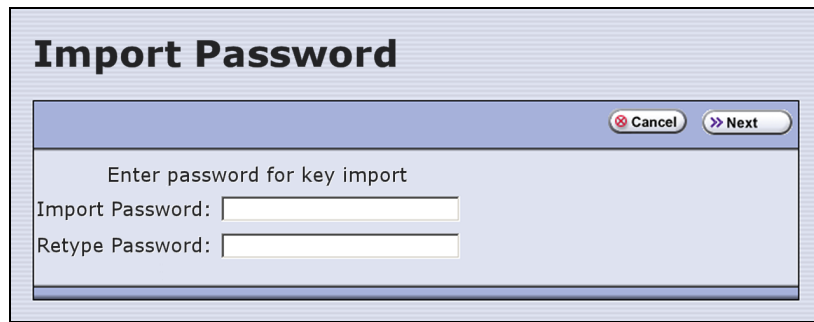 Import Password
Cancel Next
Enter password for key import
Import Password:
Retype Password: